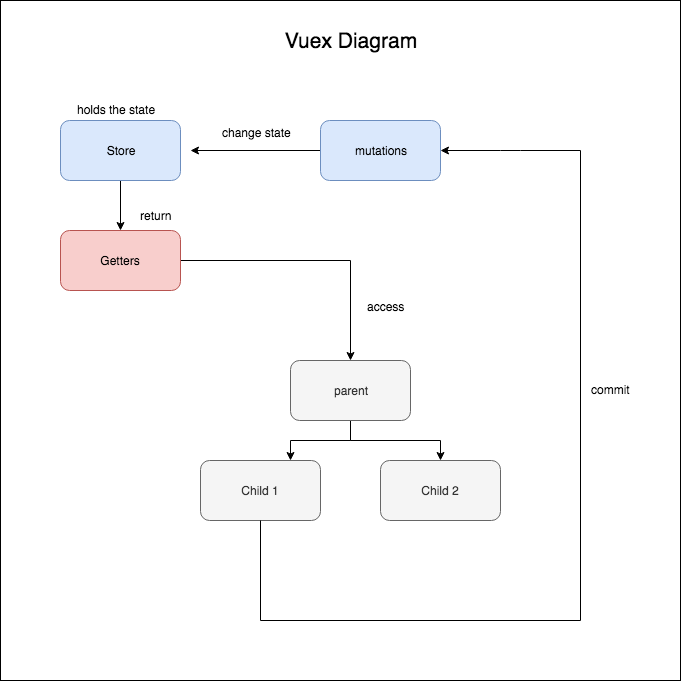 Vuex Diagram
holds the state
Store
change state
mutations
return
Getters
access
parent
commit
Child 1
Child 2